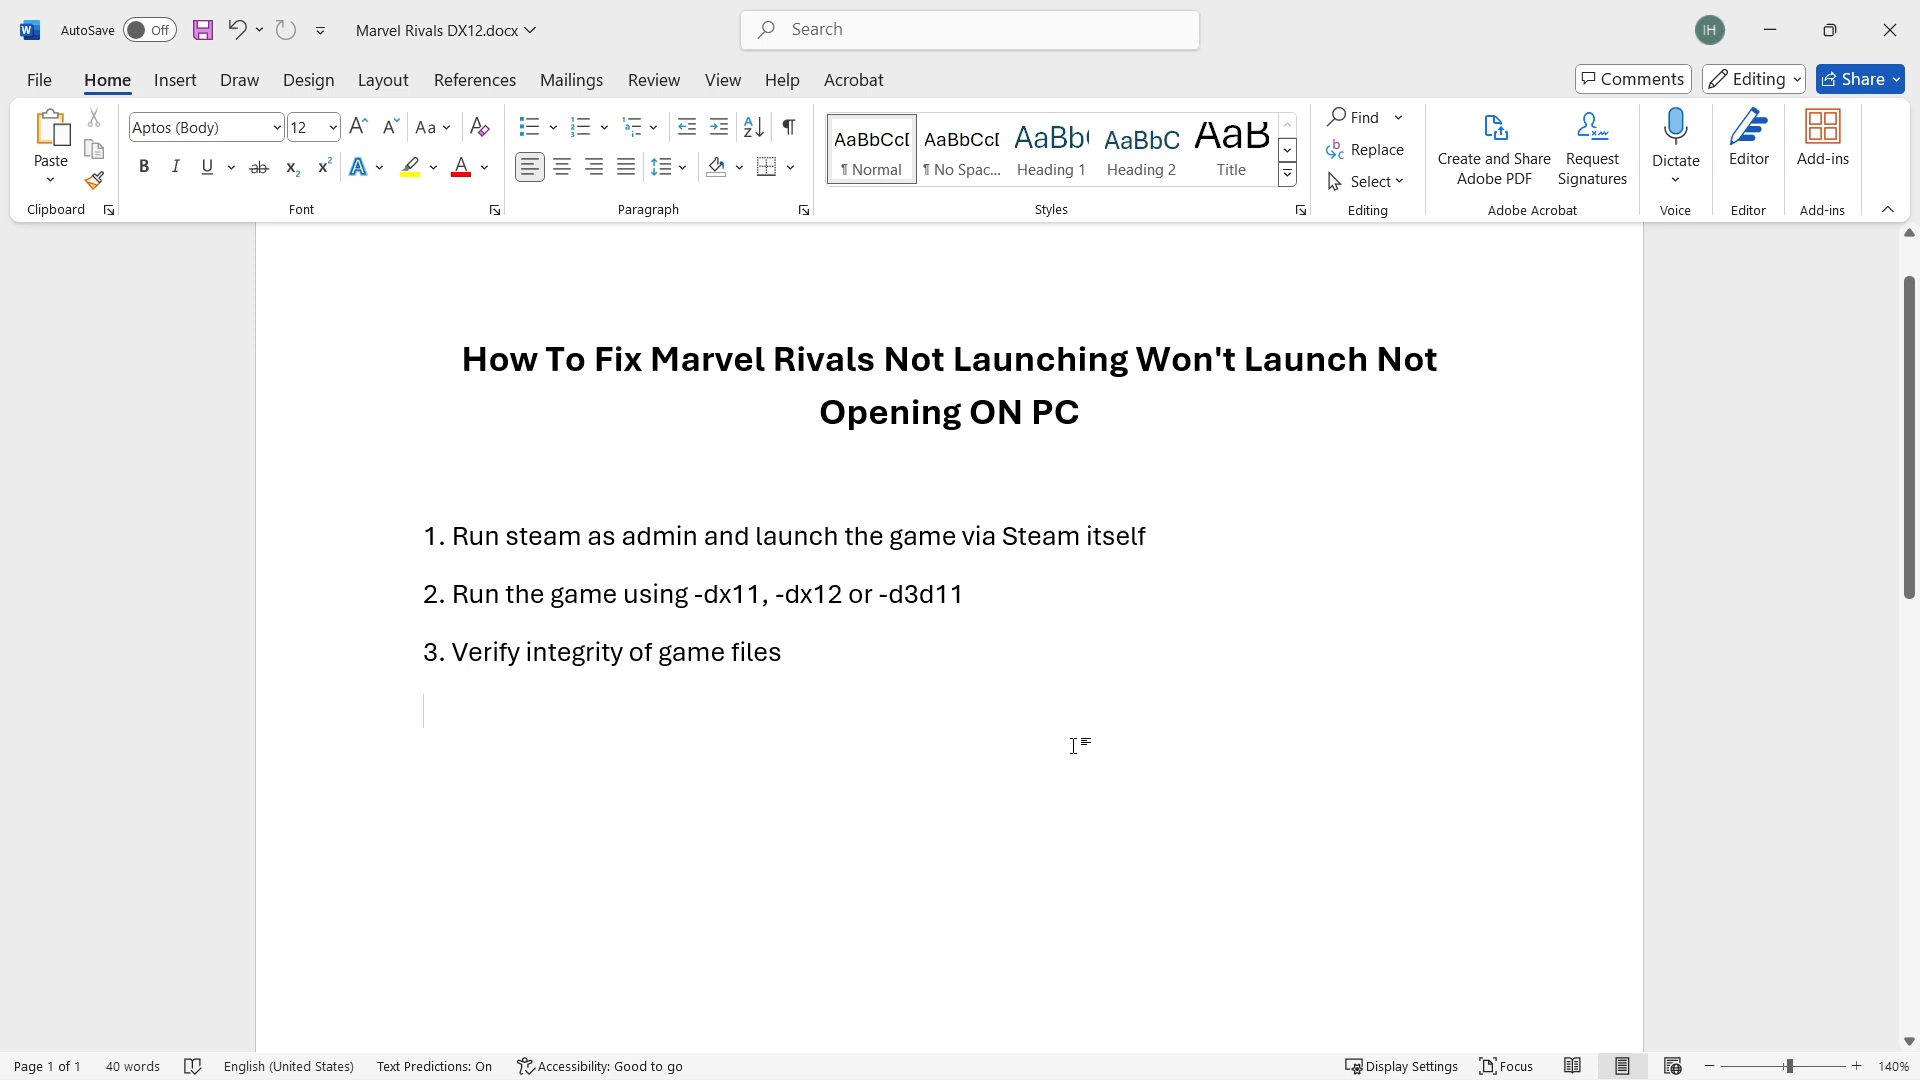 AutoSave Off Marvel Rivals DX12.docx Search IH
File Home Insert Draw Design Layout References Mailings Review View Help Acrobat Comments Editing Share
Paste
Clipboard
Aptos (Body) 12
Font
Paragraph
AaBbCcI AaBbCcI AaBb( AaBbC AaB
¶ Normal ¶ No Spac... Heading 1 Heading 2 Title
Styles
Find
Replace
Select
Editing
Create and Share
Adobe PDF
Request
Signatures
Adobe Acrobat
Dictate
Voice
Editor
Editor
Add-ins
Add-ins
How To Fix Marvel Rivals Not Launching Won't Launch Not
Opening ON PC
1. Run steam as admin and launch the game via Steam itself
2. Run the game using -dx11, -dx12 or -d3d11
3. Verify integrity of game files
Page 1 of 1 40 words English (United States) Text Predictions: On Accessibility: Good to go Display Settings Focus 140%